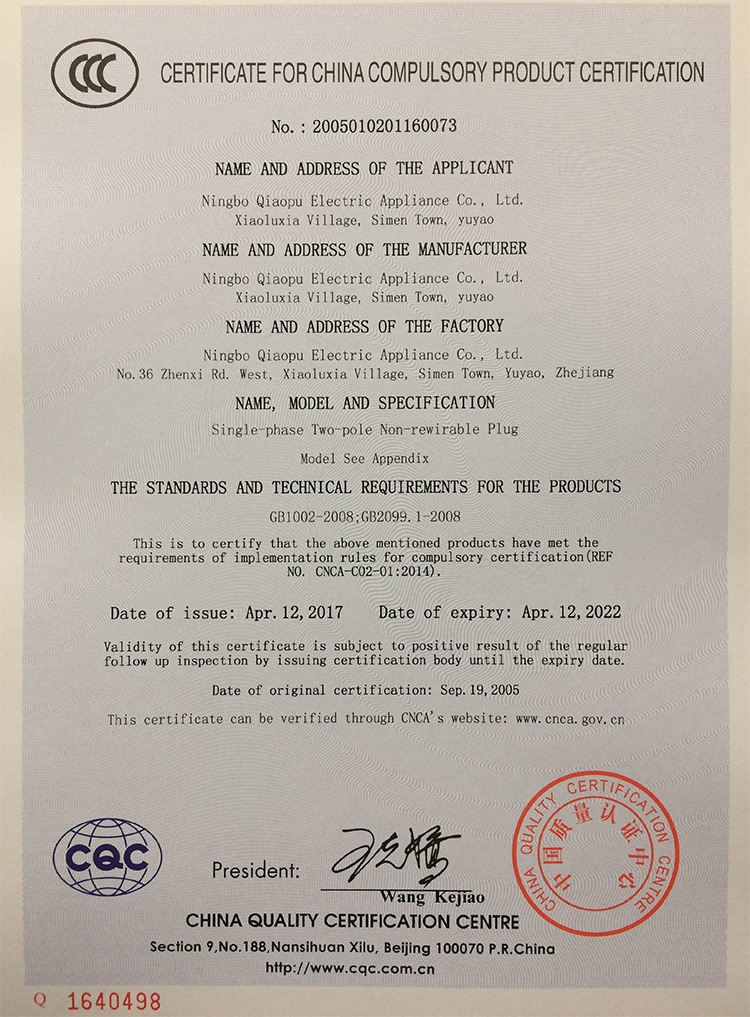 CCC
CERTIFICATE FOR CHINA COMPULSORY PRODUCT CERTIFICATION
No.: 2005010201160073
NAME AND ADDRESS OF THE APPLICANT
Ningbo Qiaopu Electric Appliance Co., Ltd.
Xiaoluxia Village, Simen Town, yuyao
NAME AND ADDRESS OF THE MANUFACTURER
Ningbo Qiaopu Electric Appliance Co., Ltd.
Xiaoluxia Village, Simen Town, yuyao
NAME AND ADDRESS OF THE FACTORY
Ningbo Qiaopu Electric Appliance Co., Ltd.
No.36 Zhenxi Rd. West, Xiaoluxia Village, Simen Town, Yuyao, Zhejiang
NAME, MODEL AND SPECIFICATION
Single-phase Two-pole Non-rewirable Plug
Model See Appendix
THE STANDARDS AND TECHNICAL REQUIREMENTS FOR THE PRODUCTS
GB1002-2008;GB2099.1-2008
This is to certify that the above mentioned products have met the
requirements of implementation rules for compulsory certification(REF
NO. CNCA-C02-01:2014).
Date of issue: Apr.12,2017 Date of expiry: Apr.12,2022
Validity of this certificate is subject to positive result of the regular
follow up inspection by issuing certification body until the expiry date.
Date of original certification: Sep.19,2005
This certificate can be verified through CNCA's website: www.cnca.gov.cn
CHINA QUALITY CERTIFICATION CENTRE
中国质量认证中心
CQC
President:
Wang Kejiao
CHINA QUALITY CERTIFICATION CENTRE
Section 9,No.188,Nansihuan Xilu, Beijing 100070 P.R.China
http://www.cqc.com.cn
Q 1640498